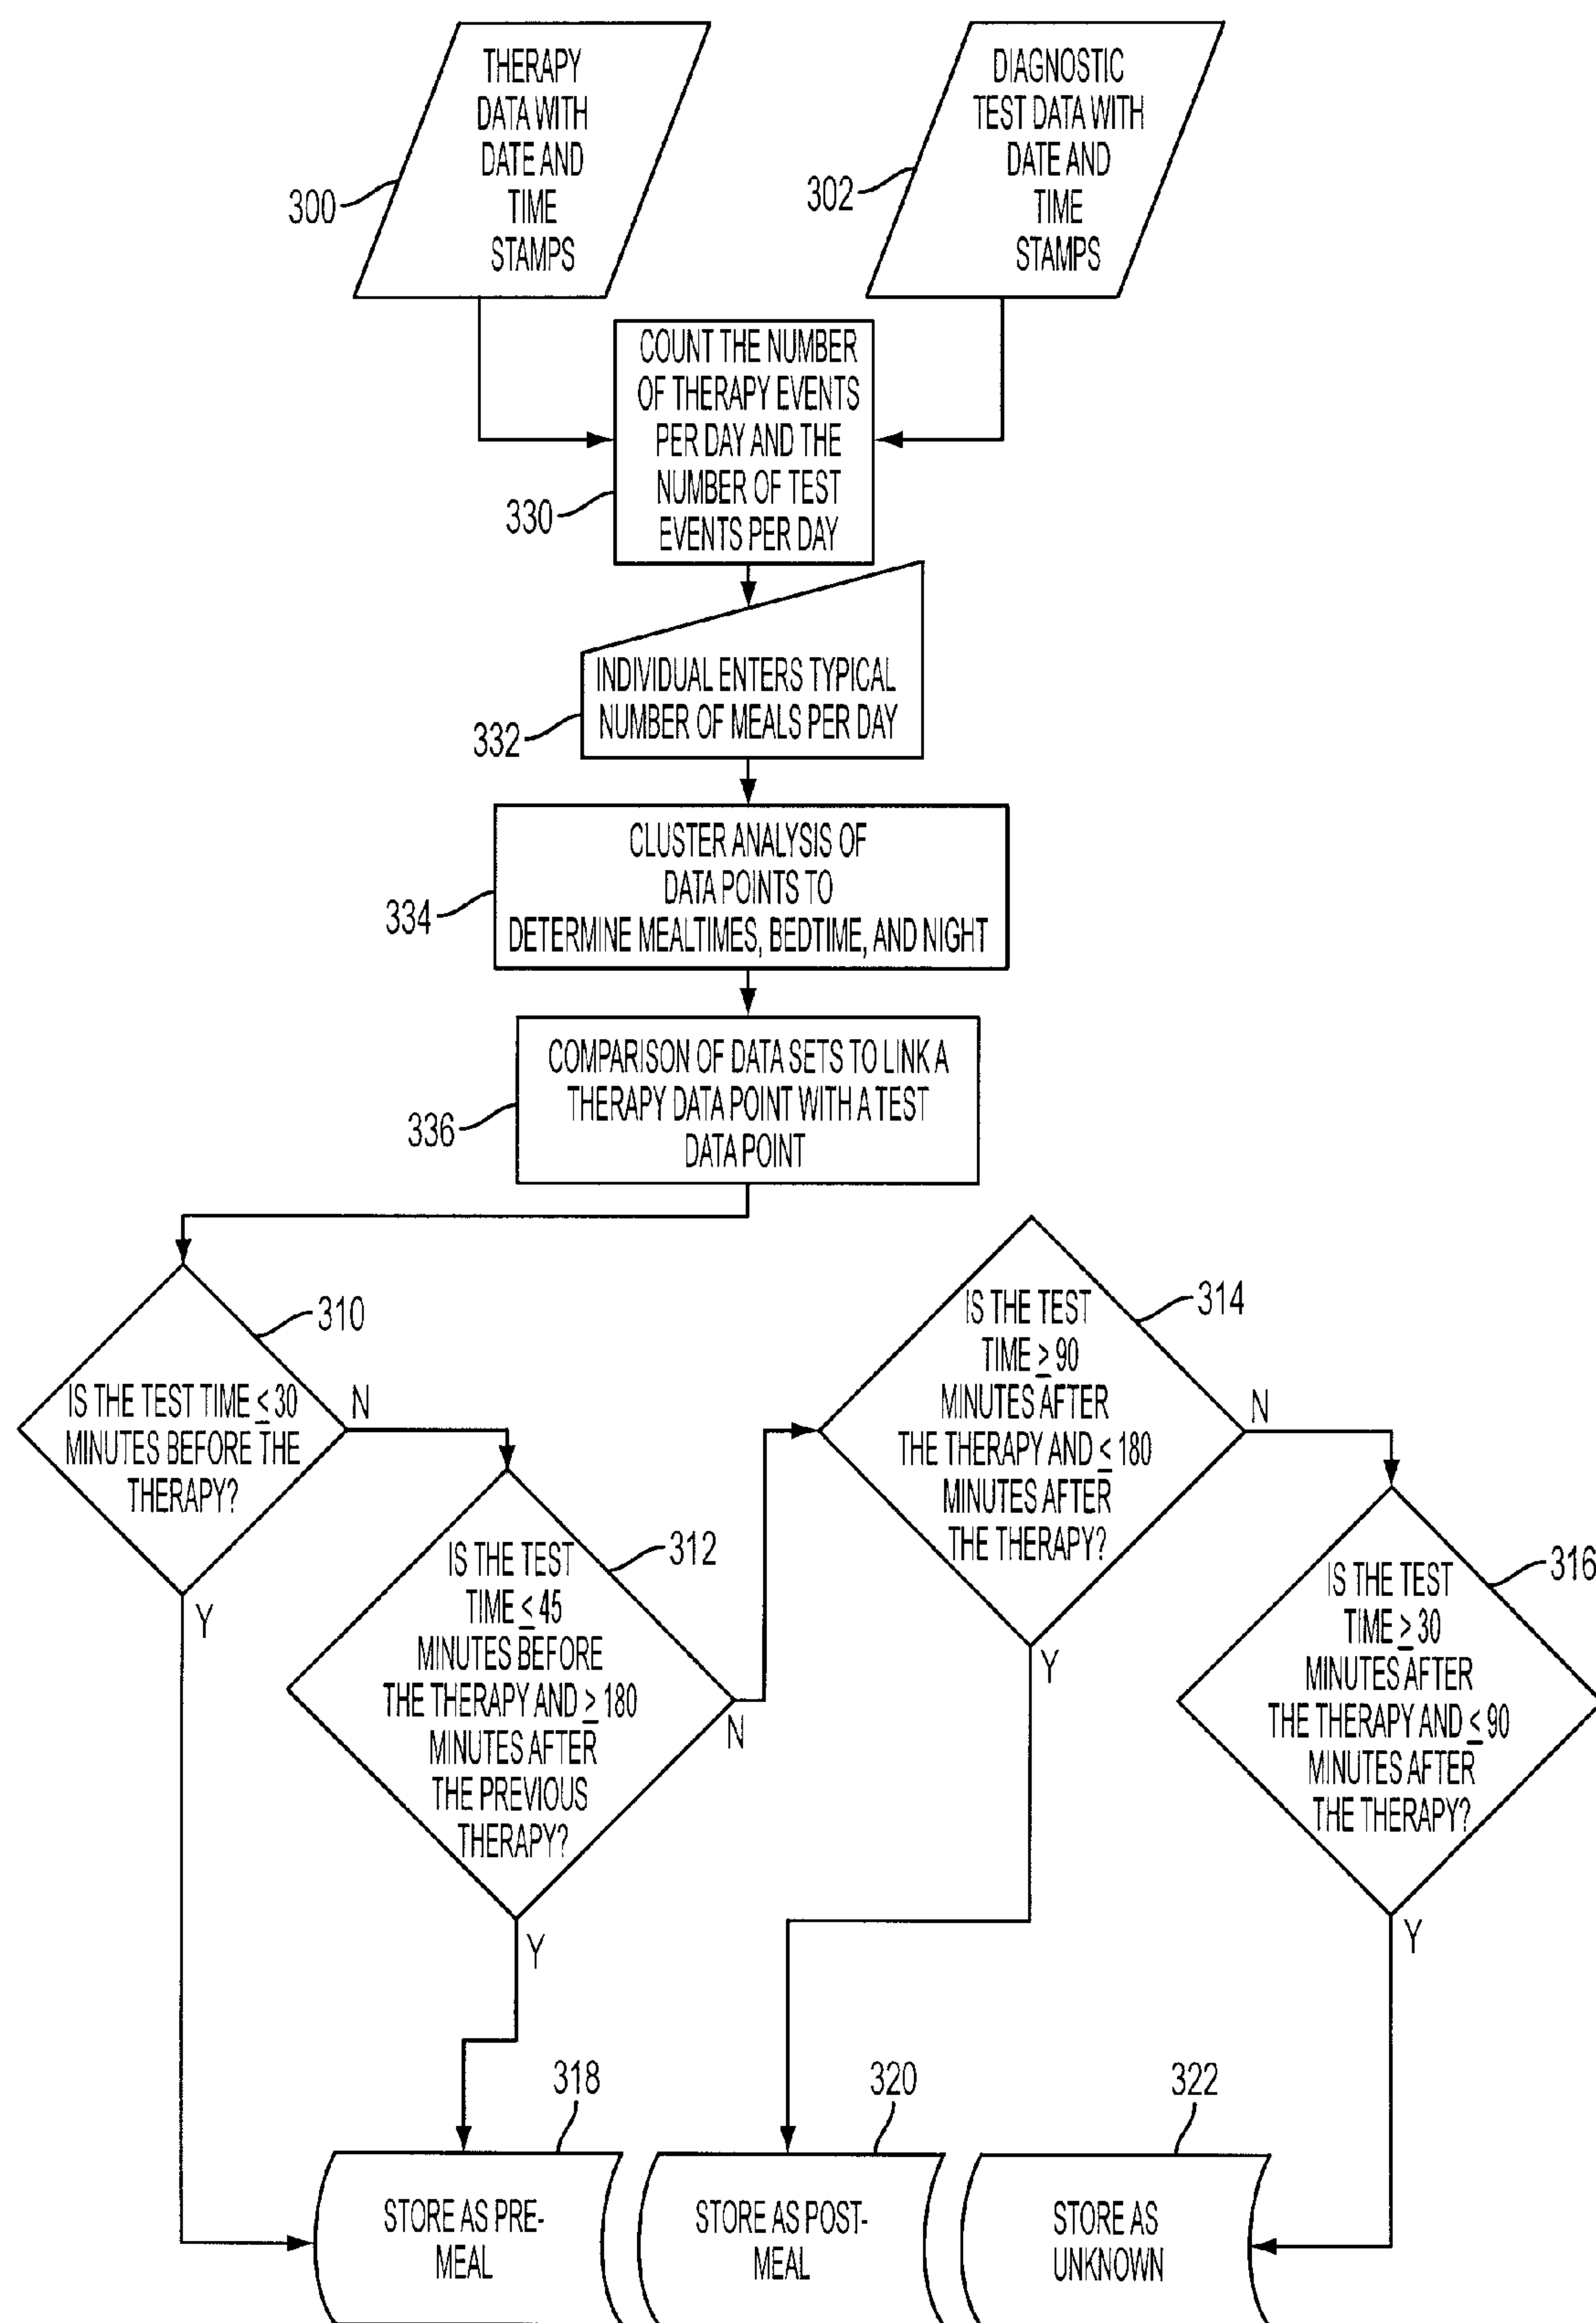 THERAPY
DATA WITH
DATE AND
TIME
STAMPS
300
DIAGNOSTIC
TEST DATA WITH
DATE AND
TIME
STAMPS
302
COUNT THE NUMBER
OF THERAPY EVENTS
PER DAY AND THE
NUMBER OF TEST
EVENTS PER DAY
330
INDIVIDUAL ENTERS TYPICAL
NUMBER OF MEALS PER DAY
332
CLUSTER ANALYSIS OF
DATA POINTS TO
DETERMINE MEALTIMES, BEDTIME, AND NIGHT
334
COMPARISON OF DATA SETS TO LINK A
THERAPY DATA POINT WITH A TEST
DATA POINT
336
310
IS THE TEST TIME ≤ 30
MINUTES BEFORE THE
THERAPY?
N
Y
312
IS THE TEST
TIME ≤ 45
MINUTES BEFORE
THE THERAPY AND ≥ 180
MINUTES AFTER
THE PREVIOUS
THERAPY?
N
Y
314
IS THE TEST
TIME ≥ 90
MINUTES AFTER
THE THERAPY AND ≤ 180
MINUTES AFTER
THE THERAPY?
N
Y
316
IS THE TEST
TIME ≥ 30
MINUTES AFTER
THE THERAPY AND ≤ 90
MINUTES AFTER
THE THERAPY?
Y
318
STORE AS PRE-
MEAL
320
STORE AS POST-
MEAL
322
STORE AS
UNKNOWN